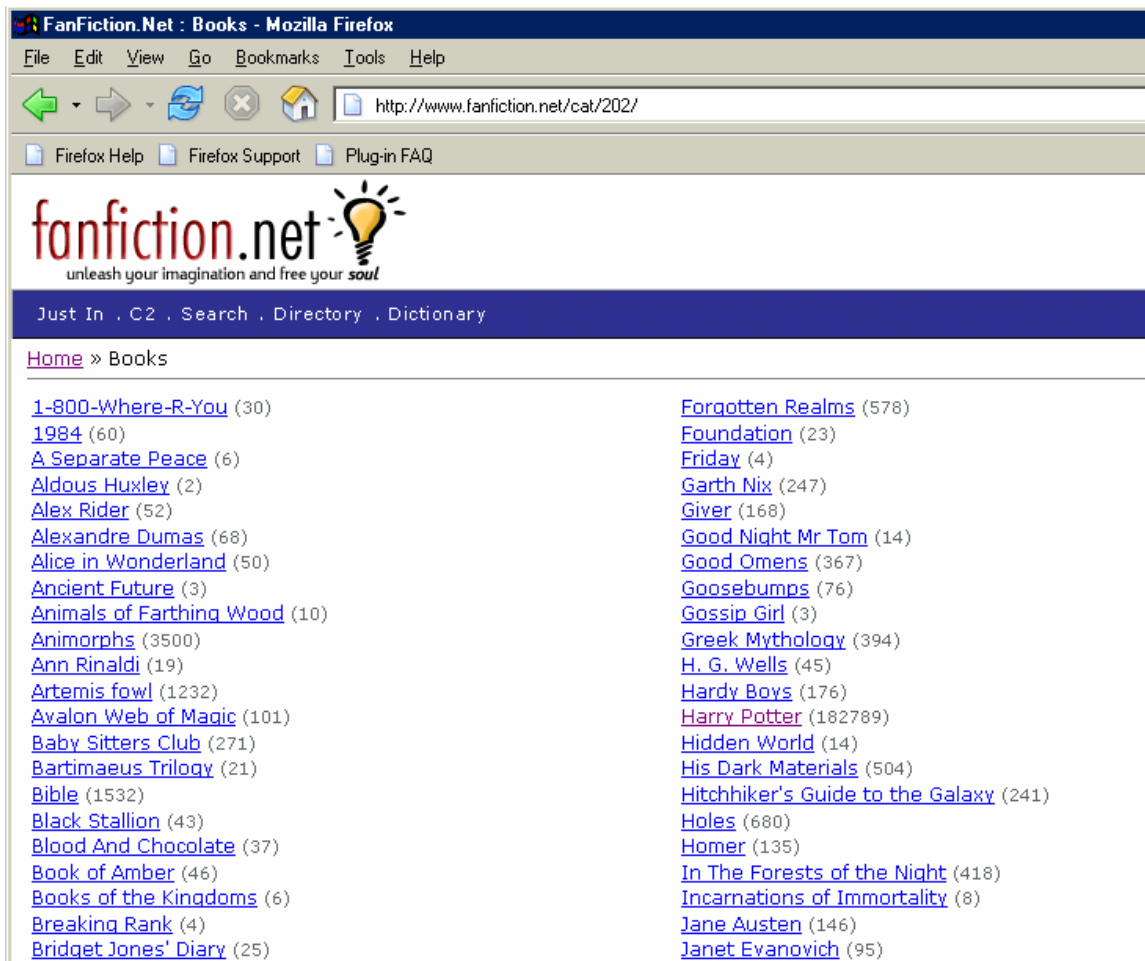 FanFiction.Net : Books - Mozilla Firefox
File Edit View Go Bookmarks Tools Help
http://www.fanfiction.net/cat/202/
Firefox Help Firefox Support Plug-in FAQ
fanfiction.net
unleash your imagination and free your soul
Just In . C2 . Search . Directory . Dictionary
Home » Books
1-800-Where-R-You (30)
1984 (60)
A Separate Peace (6)
Aldous Huxley (2)
Alex Rider (52)
Alexandre Dumas (68)
Alice in Wonderland (50)
Ancient Future (3)
Animals of Farthing Wood (10)
Animorphs (3500)
Ann Rinaldi (19)
Artemis fowl (1232)
Avalon Web of Magic (101)
Baby Sitters Club (271)
Bartimaeus Trilogy (21)
Bible (1532)
Black Stallion (43)
Blood And Chocolate (37)
Book of Amber (46)
Books of the Kingdoms (6)
Breaking Rank (4)
Bridget Jones' Diary (25)
Forgotten Realms (578)
Foundation (23)
Friday (4)
Garth Nix (247)
Giver (168)
Good Night Mr Tom (14)
Good Omens (367)
Goosebumps (76)
Gossip Girl (3)
Greek Mythology (394)
H. G. Wells (45)
Hardy Boys (176)
Harry Potter (182789)
Hidden World (14)
His Dark Materials (504)
Hitchhiker's Guide to the Galaxy (241)
Holes (680)
Homer (135)
In The Forests of the Night (418)
Incarnations of Immortality (8)
Jane Austen (146)
Janet Evanovich (95)